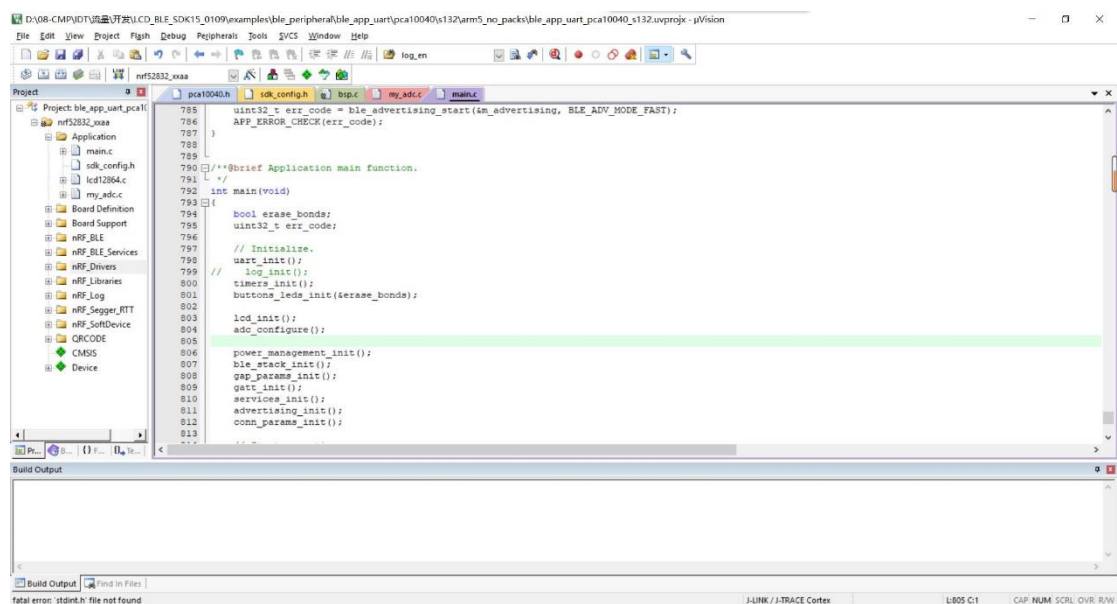 D:\08-CMP\IDT\流量\开发\LCD_BLE_SDK15_0109\examples\ble_peripheral\ble_app_uart\pca10040\s132\arm5_no_packs\ble_app_uart_pca10040_s132.uvprojx - µVision
File Edit View Project Flash Debug Peripherals Tools SVCS Window Help
log_en
nrf52832_xxaa
Project
pca10040.h sdk_config.h bsp.c my_adc.c main.c
Project: ble_app_uart_pca10
nrf52832_xxaa
Application
main.c
sdk_config.h
lcd12864.c
my_adc.c
Board Definition
Board Support
nRF_BLE
nRF_BLE_Services
nRF_Drivers
nRF_Libraries
nRF_Log
nRF_Segger_RTT
nRF_SoftDevice
QRCODE
CMSIS
Device
785 uint32_t err_code = ble_advertising_start(&m_advertising, BLE_ADV_MODE_FAST);
786 APP_ERROR_CHECK(err_code);
787 }
788
789
790 /**@brief Application main function.
791 */
792 int main(void)
793 {
794 bool erase_bonds;
795 uint32_t err_code;
796
797 // Initialize.
798 uart_init();
799 // log_init();
800 timers_init();
801 buttons_leds_init(&erase_bonds);
802
803 lcd_init();
804 adc_configure();
805
806 power_management_init();
807 ble_stack_init();
808 gap_params_init();
809 gatt_init();
810 services_init();
811 advertising_init();
812 conn_params_init();
813
Pr... B... {} F... Te...
Build Output
Build Output Find In Files
fatal error: 'stdint.h' file not found J-LINK / J-TRACE Cortex L:805 C:1 CAP NUM SCRL OVR R/W